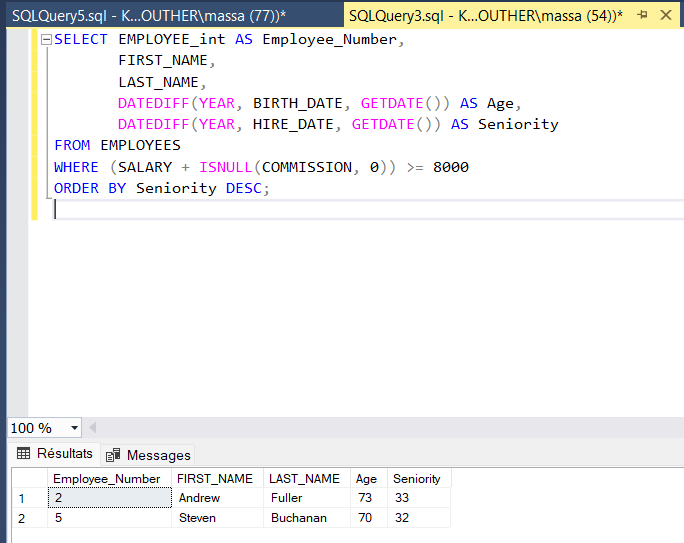 SQLQuery5.sql - K...OUTHER\massa (77))* SQLQuery3.sql - K...OUTHER\massa (54))*
SELECT EMPLOYEE_int AS Employee_Number,
FIRST_NAME,
LAST_NAME,
DATEDIFF(YEAR, BIRTH_DATE, GETDATE()) AS Age,
DATEDIFF(YEAR, HIRE_DATE, GETDATE()) AS Seniority
FROM EMPLOYEES
WHERE (SALARY + ISNULL(COMMISSION, 0)) >= 8000
ORDER BY Seniority DESC;
100 %
Résultats Messages
Employee_Number FIRST_NAME LAST_NAME Age Seniority
1 2 Andrew Fuller 73 33
2 5 Steven Buchanan 70 32